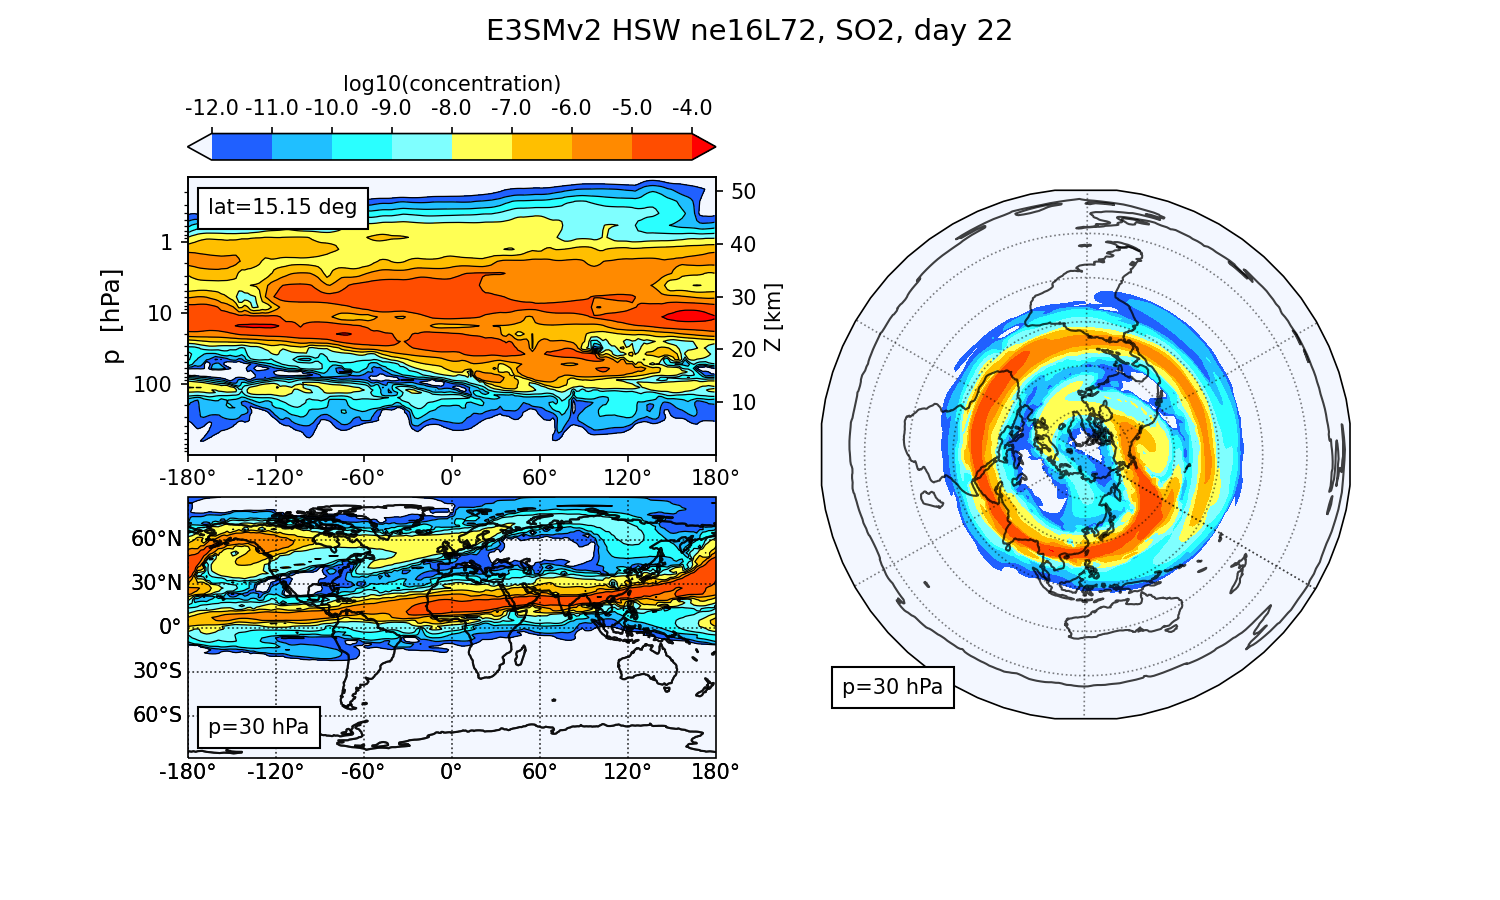 E3SMv2 HSW ne16L72, SO2, day 22
log10(concentration)
-12.0 -11.0 -10.0 -9.0 -8.0 -7.0 -6.0 -5.0 -4.0
lat=15.15 deg
p [hPa]
1
10
100
50
40
30
20
10
Z [km]
-180° -120° -60° 0° 60° 120° 180°
60°N
30°N
0°
30°S
60°S
p=30 hPa
-180° -120° -60° 0° 60° 120° 180°
p=30 hPa